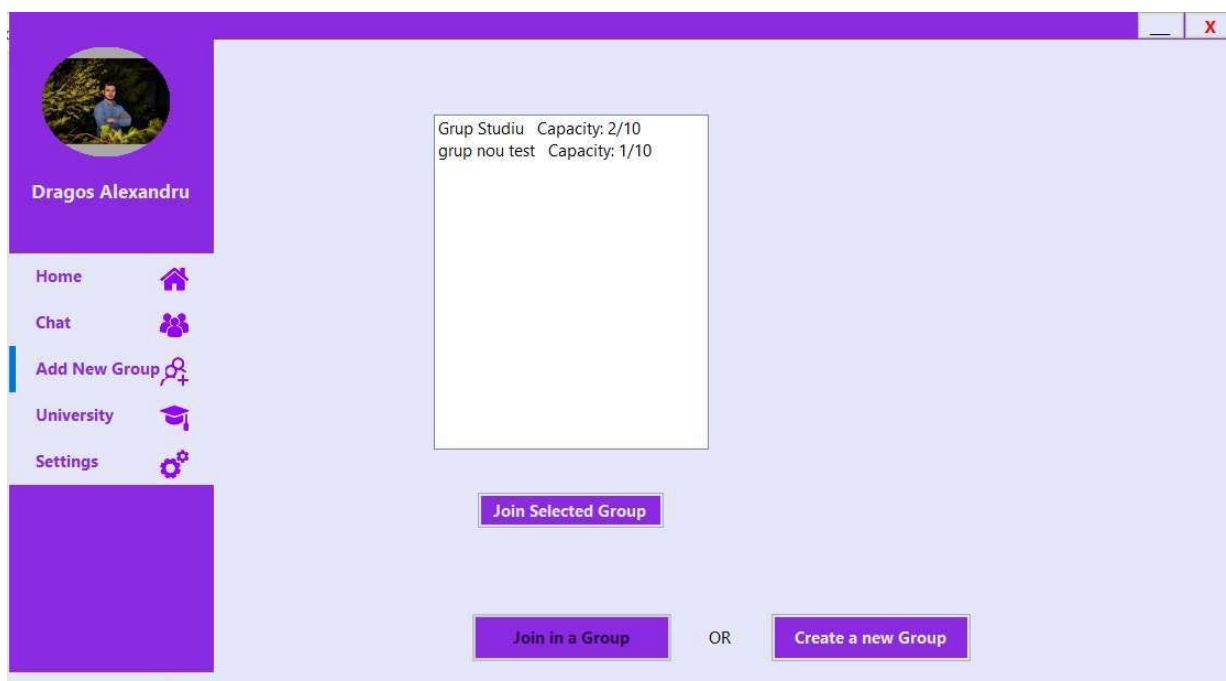 X
Dragos Alexandru
Home
Chat
Add New Group
University
Settings
Grup Studiu Capacity: 2/10
grup nou test Capacity: 1/10
Join Selected Group
Join in a Group OR Create a new Group